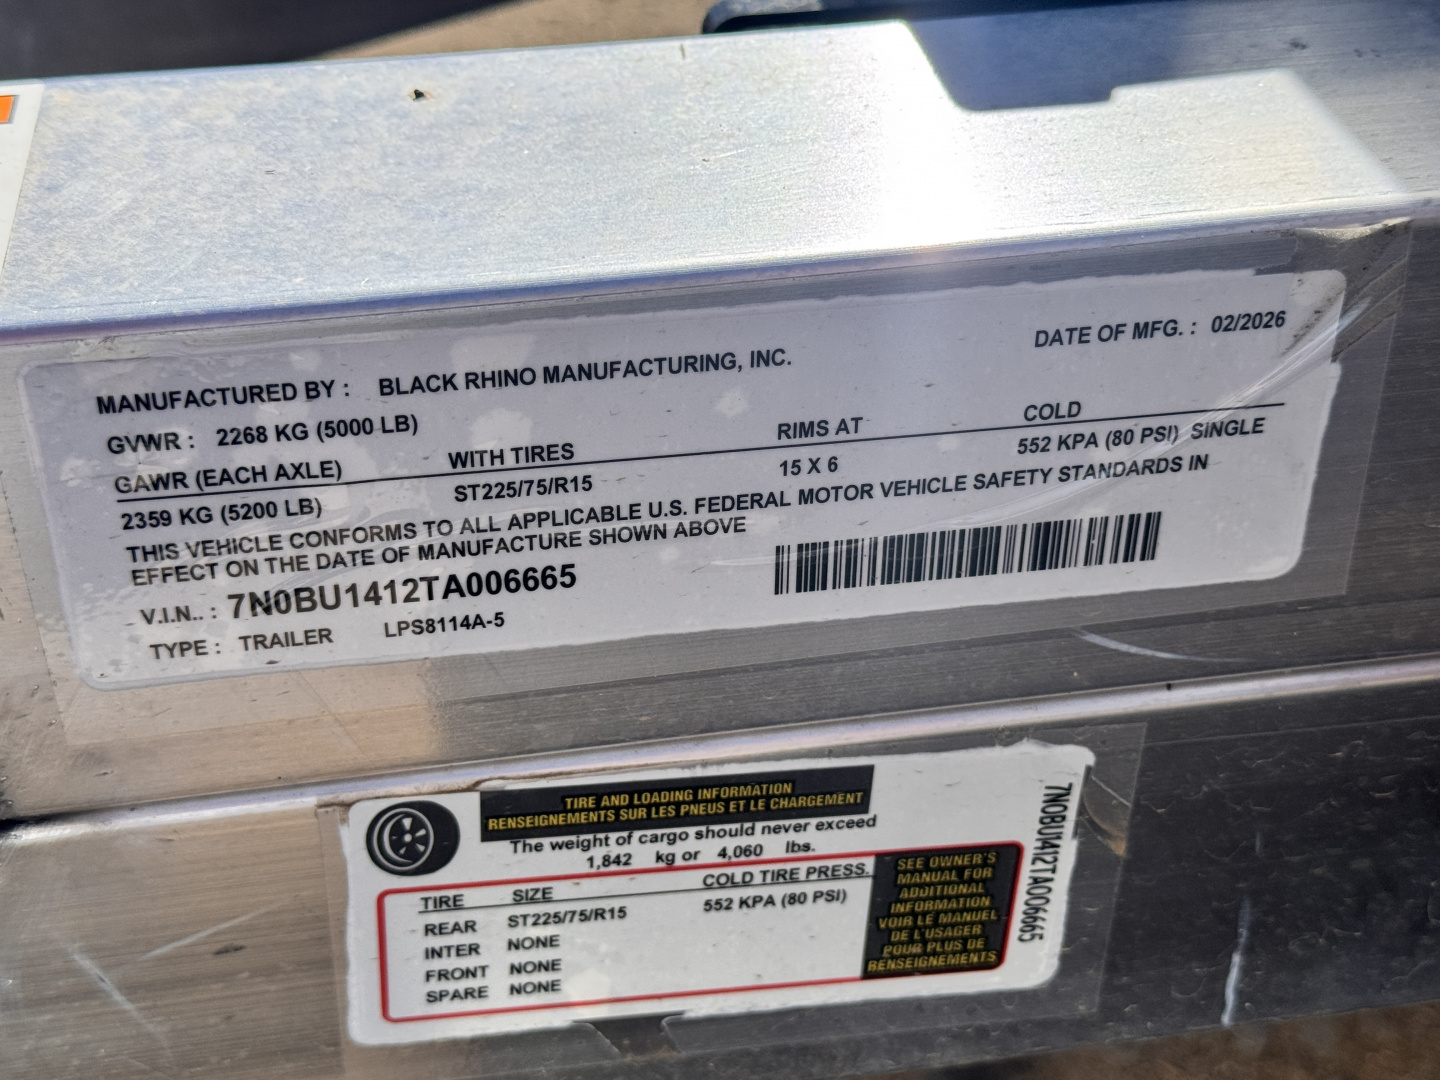 MANUFACTURED BY : BLACK RHINO MANUFACTURING, INC. DATE OF MFG. : 02/2026
GVWR : 2268 KG (5000 LB)
GAWR (EACH AXLE) WITH TIRES RIMS AT COLD
2359 KG (5200 LB) ST225/75/R15 15 X 6 552 KPA (80 PSI) SINGLE
THIS VEHICLE CONFORMS TO ALL APPLICABLE U.S. FEDERAL MOTOR VEHICLE SAFETY STANDARDS IN
EFFECT ON THE DATE OF MANUFACTURE SHOWN ABOVE
V.I.N.. : 7N0BU1412TA006665
TYPE : TRAILER LPS8114A-5
TIRE AND LOADING INFORMATION
RENSEIGNEMENTS SUR LES PNEUS ET LE CHARGEMENT
The weight of cargo should never exceed
1,842 kg or 4,060 lbs.
TIRE SIZE COLD TIRE PRESS.
REAR ST225/75/R15 552 KPA (80 PSI)
INTER NONE
FRONT NONE
SPARE NONE
SEE OWNER'S
MANUAL FOR
ADDITIONAL
INFORMATION
VOIR LE MANUEL
DE L'USAGER
POUR PLUS DE
RENSEIGNEMENTS
7N0BU1412TA006665